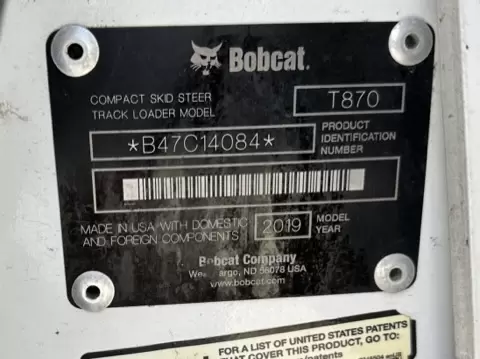 Bobcat.
COMPACT SKID STEER
TRACK LOADER MODEL
T870
*B47C14084*
PRODUCT
IDENTIFICATION
NUMBER
MADE IN USA WITH DOMESTIC
AND FOREIGN COMPONENTS
2019
MODEL
YEAR
Bobcat Company
ND 58078 USA
www.bobcat.com
FOR A LIST OF UNITED STATES PATENTS
THAT COVER THIS PRODUCT, GO TO
/patents